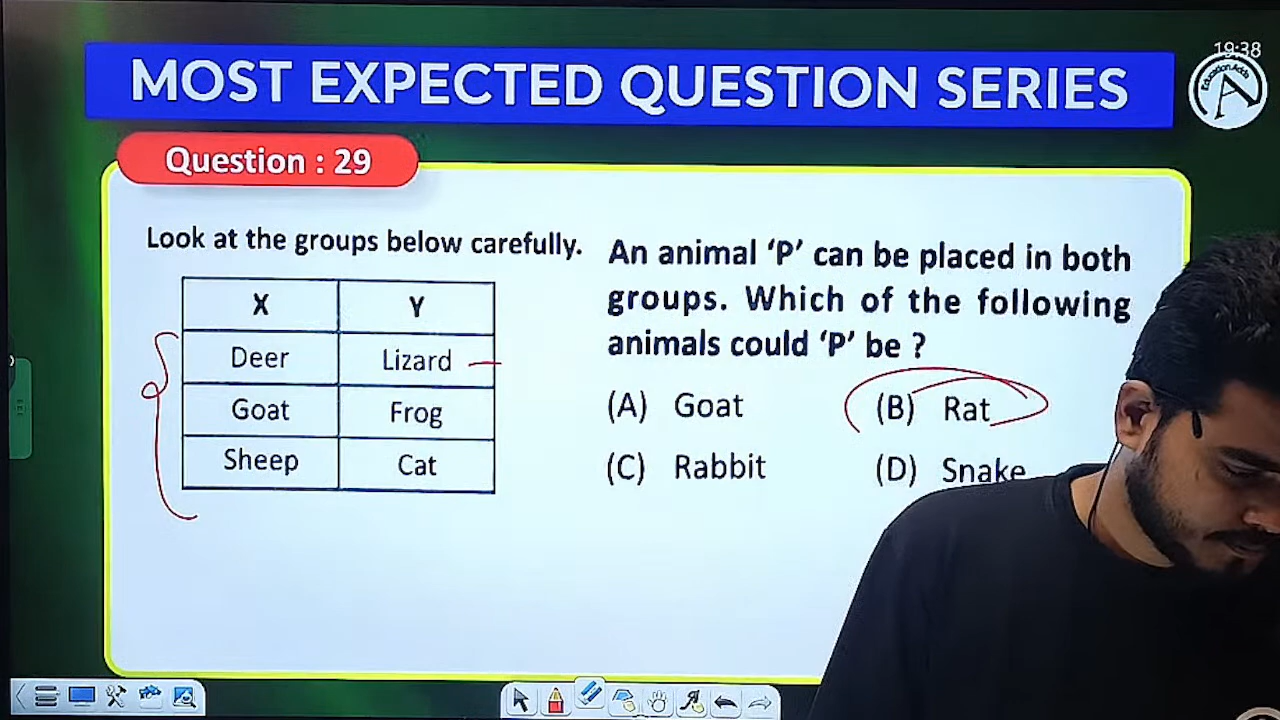 19:38
MOST EXPECTED QUESTION SERIES
Education Adda
A
Question : 29
Look at the groups below carefully.
X Y
Deer Lizard
Goat Frog
Sheep Cat
An animal ‘P’ can be placed in both
groups. Which of the following
animals could ‘P’ be ?
(A) Goat (B) Rat
(C) Rabbit (D) Snake